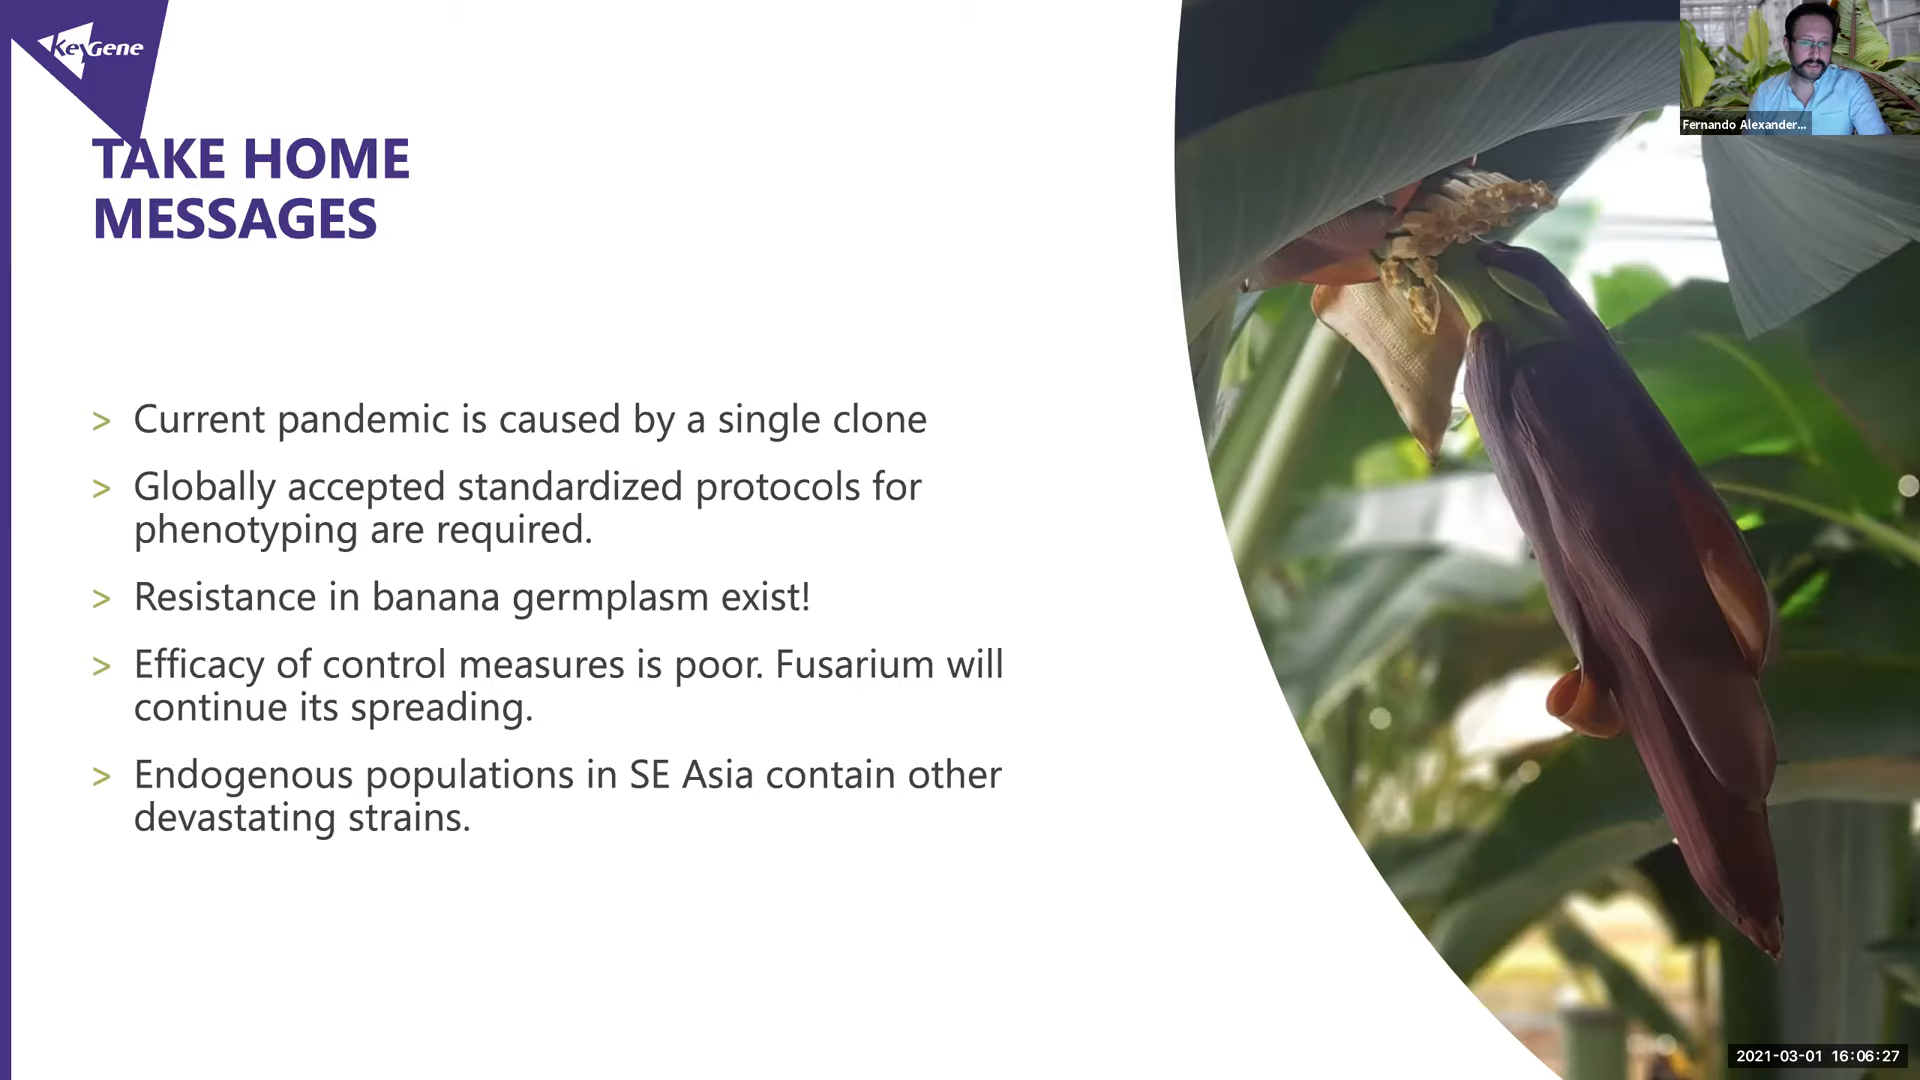 KeyGene
Fernando Alexander...
TAKE HOME
MESSAGES
> Current pandemic is caused by a single clone
> Globally accepted standardized protocols for
phenotyping are required.
> Resistance in banana germplasm exist!
> Efficacy of control measures is poor. Fusarium will
continue its spreading.
> Endogenous populations in SE Asia contain other
devastating strains.
2021-03-01 16:06:27